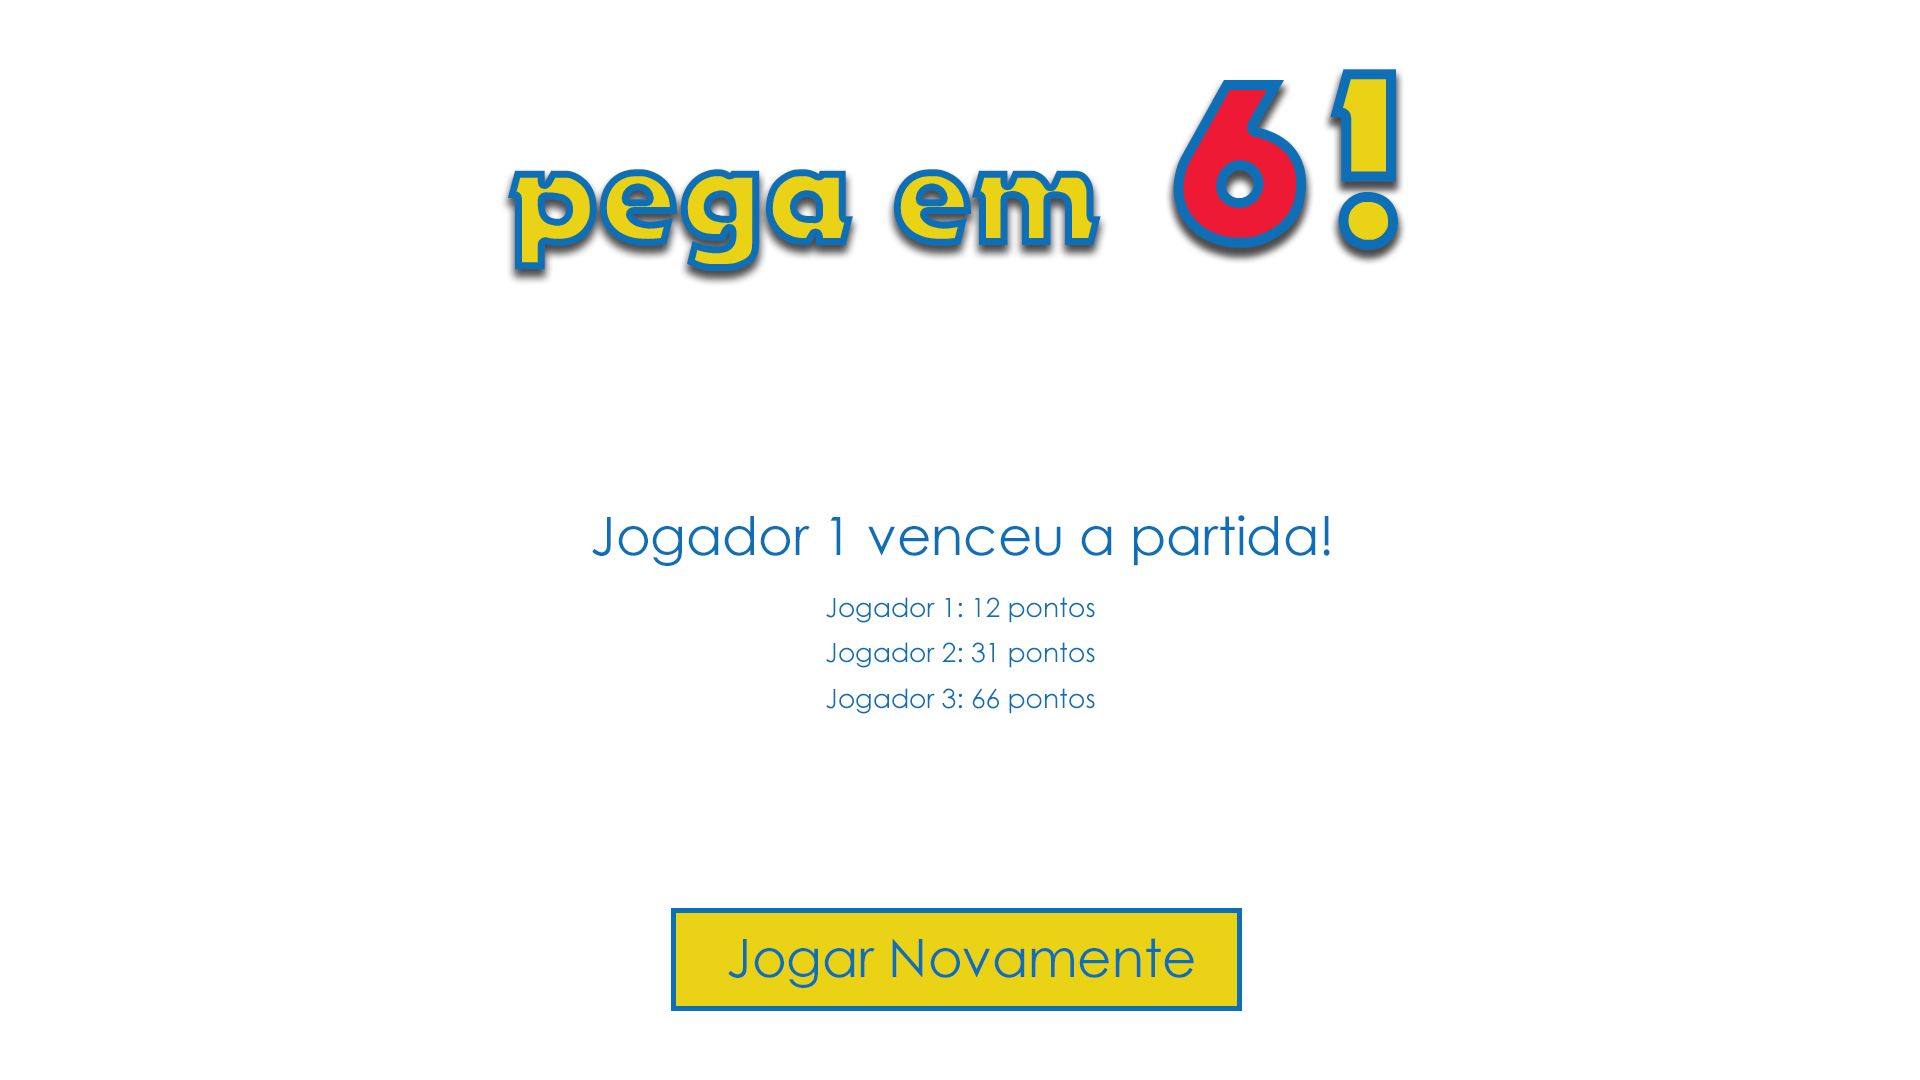 pega em 6!
Jogador 1 venceu a partida!
Jogador 1: 12 pontos
Jogador 2: 31 pontos
Jogador 3: 66 pontos
Jogar Novamente